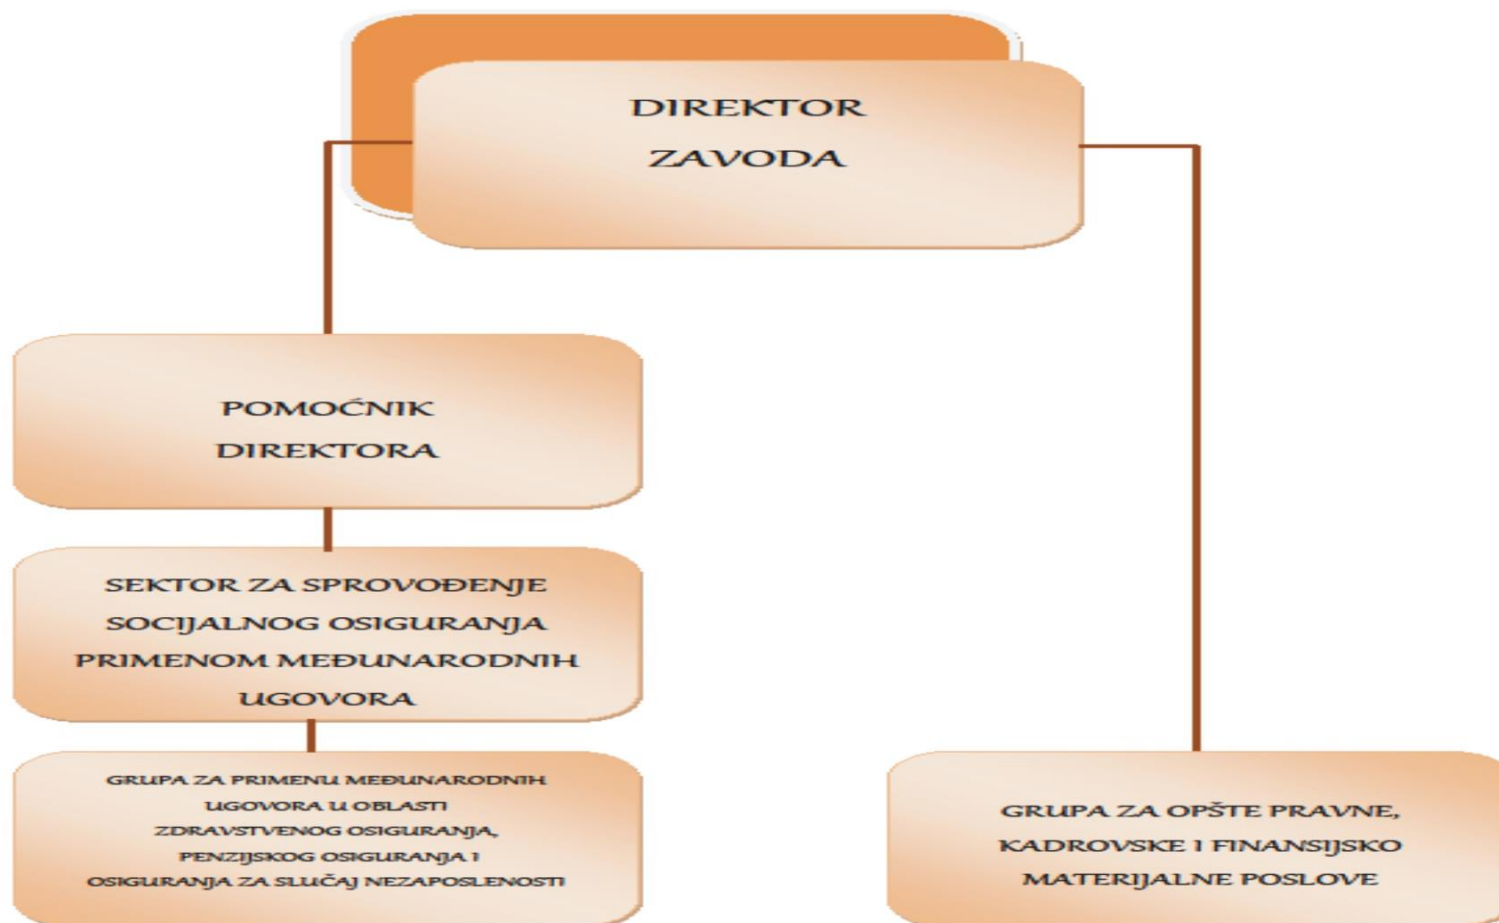 DIREKTOR
ZAVODA
POMOĆNIK
DIREKTORA
SEKTOR ZA SPROVOĐENJE
SOCIJALNOG OSIGURANJA
PRIMENOM MEĐUNARODNIH
UGOVORA
GRUPA ZA PRIMENU MEĐUNARODNIH
UGOVORA U OBLASTI
ZDRAVSTVENOG OSIGURANJA,
PENZIJSKOG OSIGURANJA I
OSIGURANJA ZA SLUČAJ NEZAPOSLENOSTI
GRUPA ZA OPŠTE PRAVNE,
KADROVSKE I FINANSIJSKO
MATERIJALNE POSLOVE